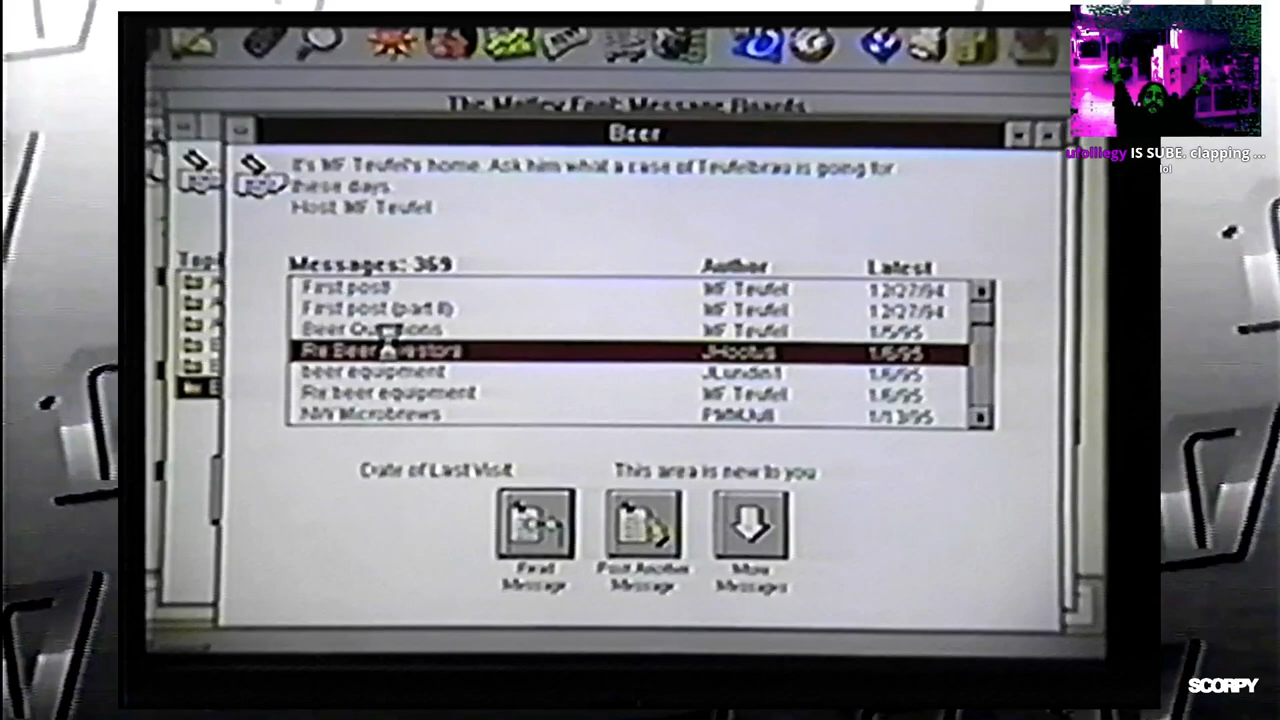 The Motley Fool: Message Boards
Beer
It's MF Teufel's home. Ask him what a case of Teufelbrau is going for
these days.
Host: MF Teufel
Messages: 369 Author Latest
First post! MF Teufel 12/27/94
First post (part II) MF Teufel 12/27/94
Beer MF Teufel 1/5/95
Re Beer 1/6/95
beer equipment JLundin1 1/6/95
Re beer equipment MF Teufel 1/6/95
NW Microbrews 1/13/95
Date of Last Visit This area is new to you
Read
Message
Post Another
Message
More
Messages
ufolliegy IS SUBE. clapping ...
lol
SCORPY